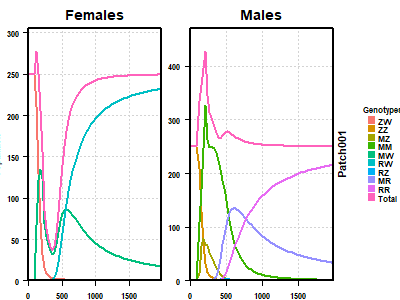 Females
Males
300
250
200
150
100
50
0
0
500
1000
1500
400
300
200
100
0
0
500
1000
1500
Patch001
Genotypes
ZW
ZZ
MZ
MM
MW
RW
RZ
MR
RR
Total